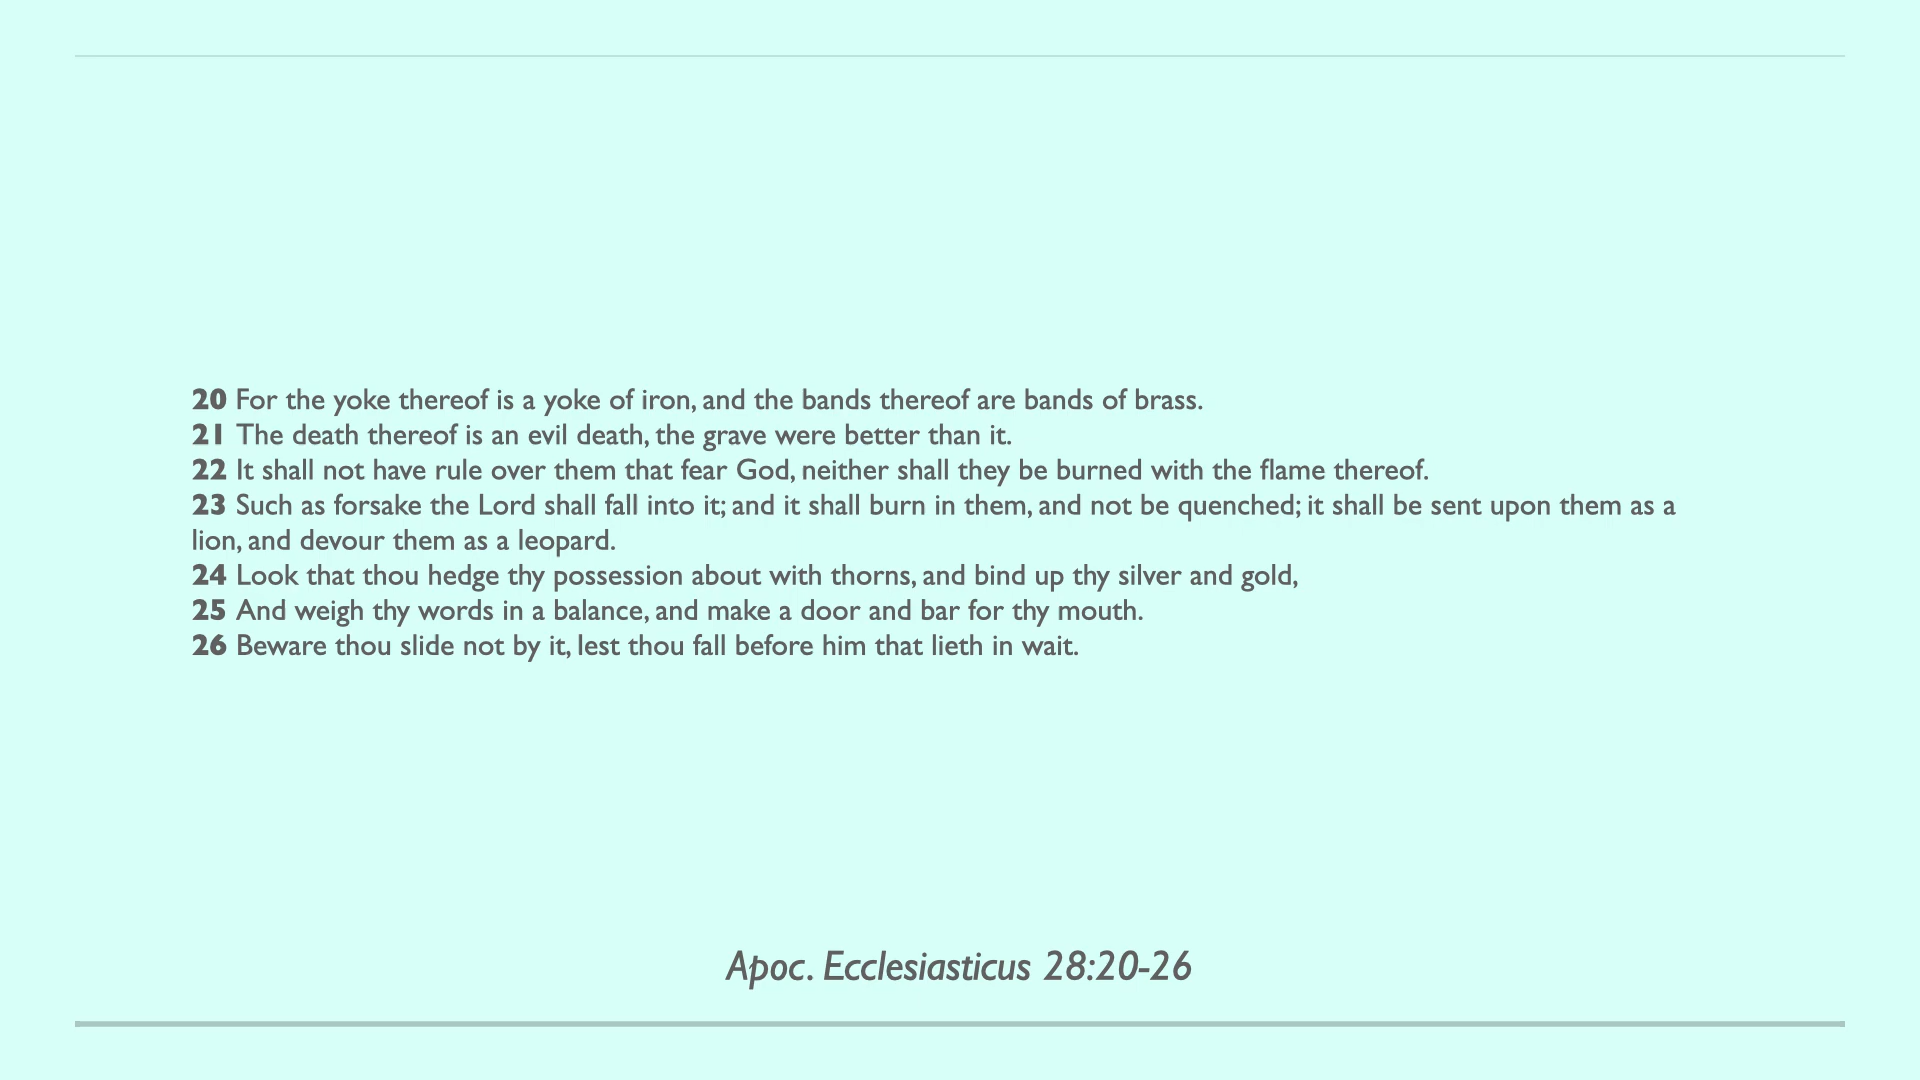 20 For the yoke thereof is a yoke of iron, and the bands thereof are bands of brass.
21 The death thereof is an evil death, the grave were better than it.
22 It shall not have rule over them that fear God, neither shall they be burned with the flame thereof.
23 Such as forsake the Lord shall fall into it; and it shall burn in them, and not be quenched; it shall be sent upon them as a
lion, and devour them as a leopard.
24 Look that thou hedge thy possession about with thorns, and bind up thy silver and gold,
25 And weigh thy words in a balance, and make a door and bar for thy mouth.
26 Beware thou slide not by it, lest thou fall before him that lieth in wait.
Apoc. Ecclesiasticus 28:20-26